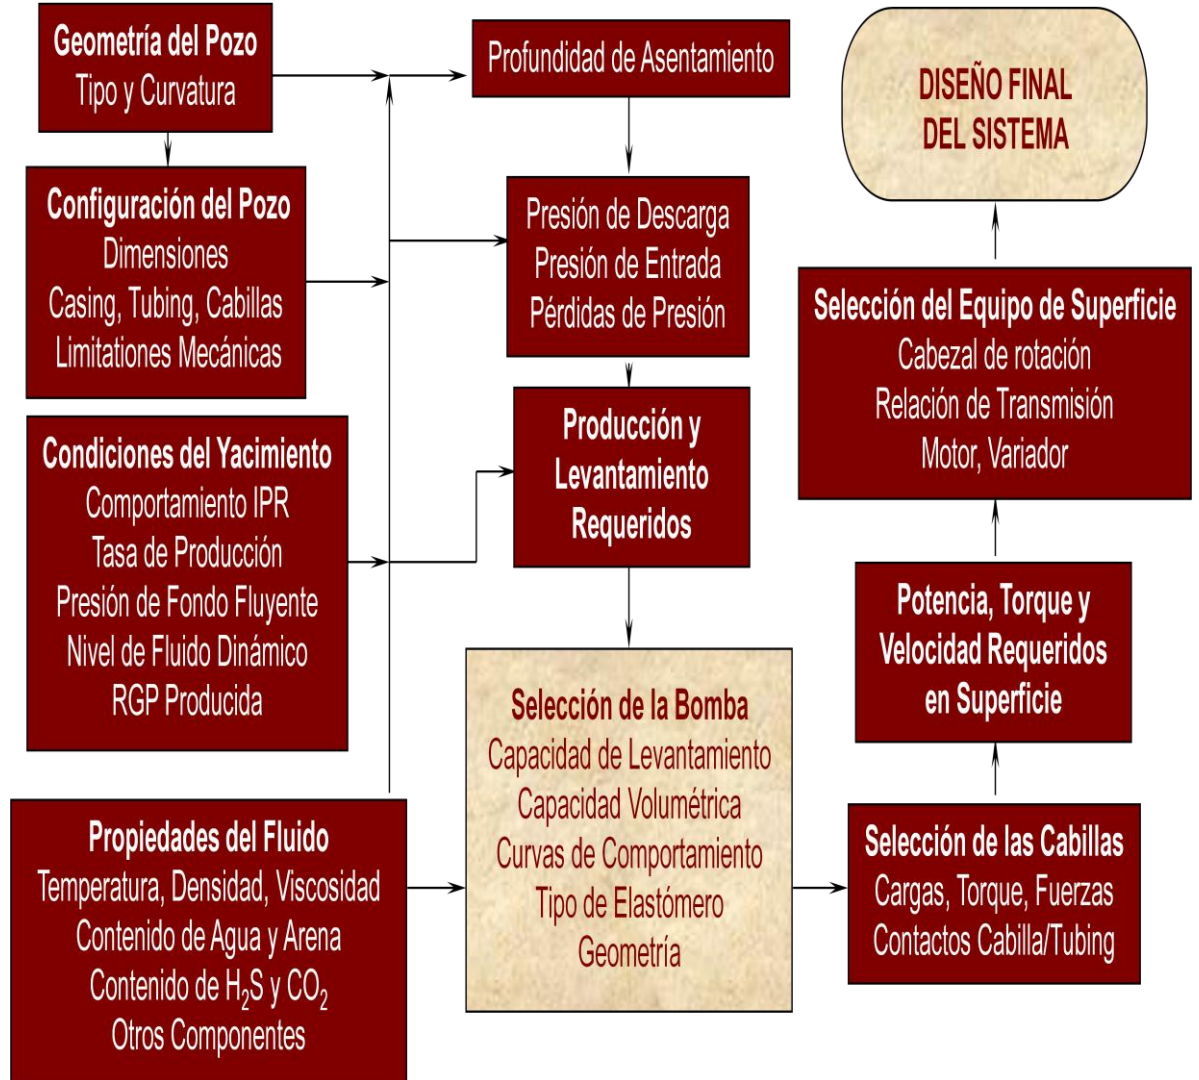 Geometría del Pozo
Tipo y Curvatura
Configuración del Pozo
Dimensiones
Casing, Tubing, Cabillas
Limitationes Mecánicas
Condiciones del Yacimiento
Comportamiento IPR
Tasa de Producción
Presión de Fondo Fluyente
Nivel de Fluido Dinámico
RGP Producida
Propiedades del Fluido
Temperatura, Densidad, Viscosidad
Contenido de Agua y Arena
Contenido de H₂S y CO₂
Otros Componentes
Profundidad de Asentamiento
Presión de Descarga
Presión de Entrada
Pérdidas de Presión
Producción y
Levantamiento
Requeridos
Selección de la Bomba
Capacidad de Levantamiento
Capacidad Volumétrica
Curvas de Comportamiento
Tipo de Elastómero
Geometría
DISEÑO FINAL
DEL SISTEMA
Selección del Equipo de Superficie
Cabezal de rotación
Relación de Transmisión
Motor, Variador
Potencia, Torque y
Velocidad Requeridos
en Superficie
Selección de las Cabillas
Cargas, Torque, Fuerzas
Contactos Cabilla/Tubing